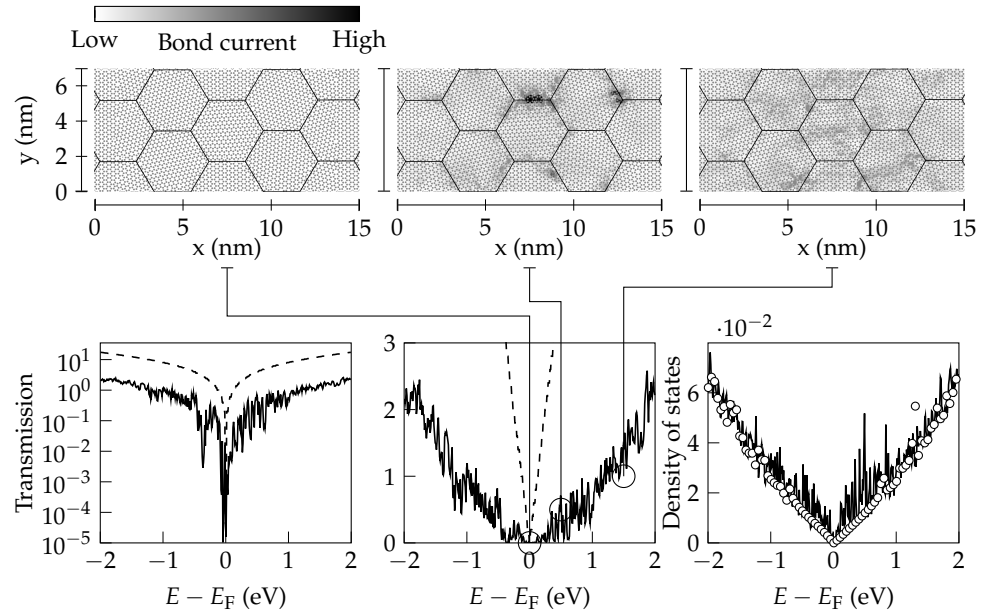 Low Bond current High
y (nm)
6
4
2
0
0 5 10 15
x (nm)
0 5 10 15
x (nm)
0 5 10 15
x (nm)
Transmission
10^1
10^0
10^−1
10^−2
10^−3
10^−4
10^−5
−2 −1 0 1 2
E − E_F (eV)
3
2
1
0
−2 −1 0 1 2
E − E_F (eV)
·10^−2
Density of states
6
4
2
0
−2 −1 0 1 2
E − E_F (eV)